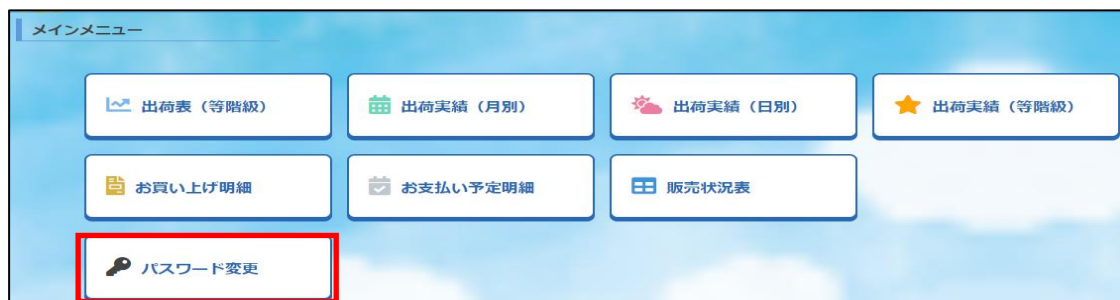 メインメニュー
出荷表（等階級）
出荷実績（月別）
出荷実績（日別）
出荷実績（等階級）
お買い上げ明細
お支払い予定明細
販売状況表
パスワード変更